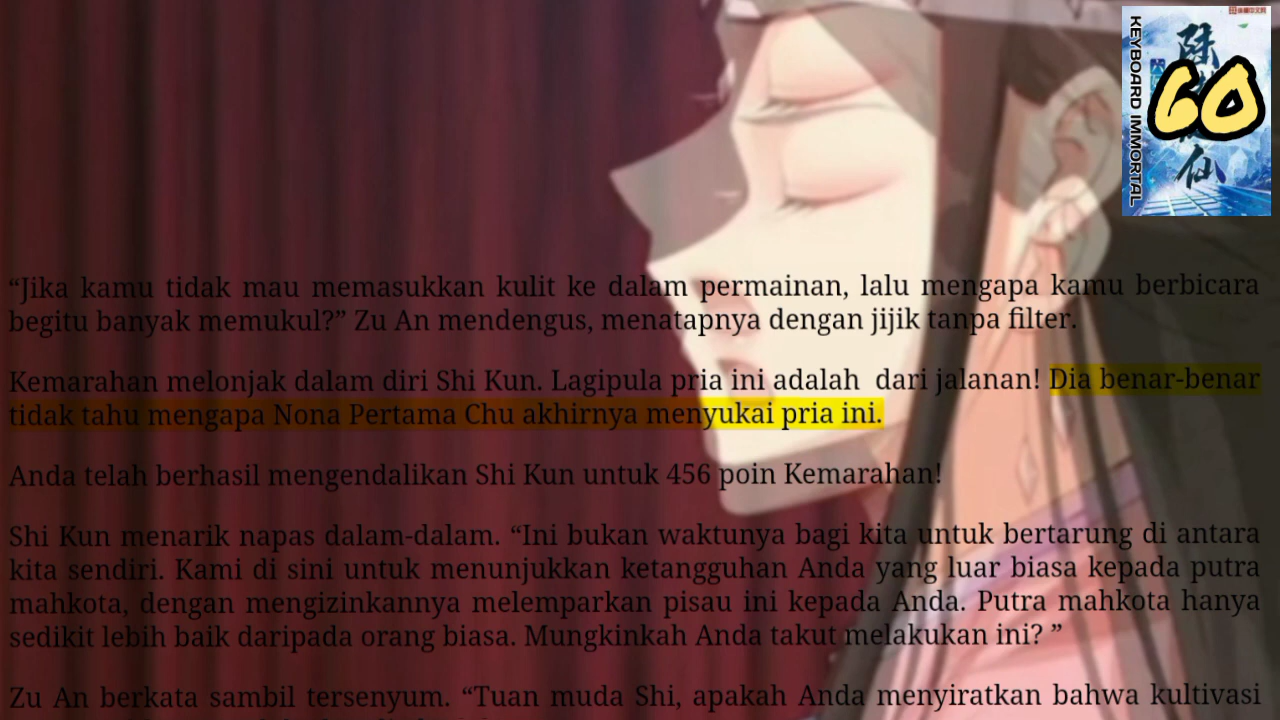 KEYBOARD IMMORTAL
60
仙
“Jika kamu tidak mau memasukkan kulit ke dalam permainan, lalu mengapa kamu berbicara
begitu banyak memukul?” Zu An mendengus, menatapnya dengan jijik tanpa filter.
Kemarahan melonjak dalam diri Shi Kun. Lagipula pria ini adalah  dari jalanan! Dia benar-benar
tidak tahu mengapa Nona Pertama Chu akhirnya menyukai pria ini.
Anda telah berhasil mengendalikan Shi Kun untuk 456 poin Kemarahan!
Shi Kun menarik napas dalam-dalam. “Ini bukan waktunya bagi kita untuk bertarung di antara
kita sendiri. Kami di sini untuk menunjukkan ketangguhan Anda yang luar biasa kepada putra
mahkota, dengan mengizinkannya melemparkan pisau ini kepada Anda. Putra mahkota hanya
sedikit lebih baik daripada orang biasa. Mungkinkah Anda takut melakukan ini? ”
Zu An berkata sambil tersenyum. “Tuan muda Shi, apakah Anda menyiratkan bahwa kultivasi